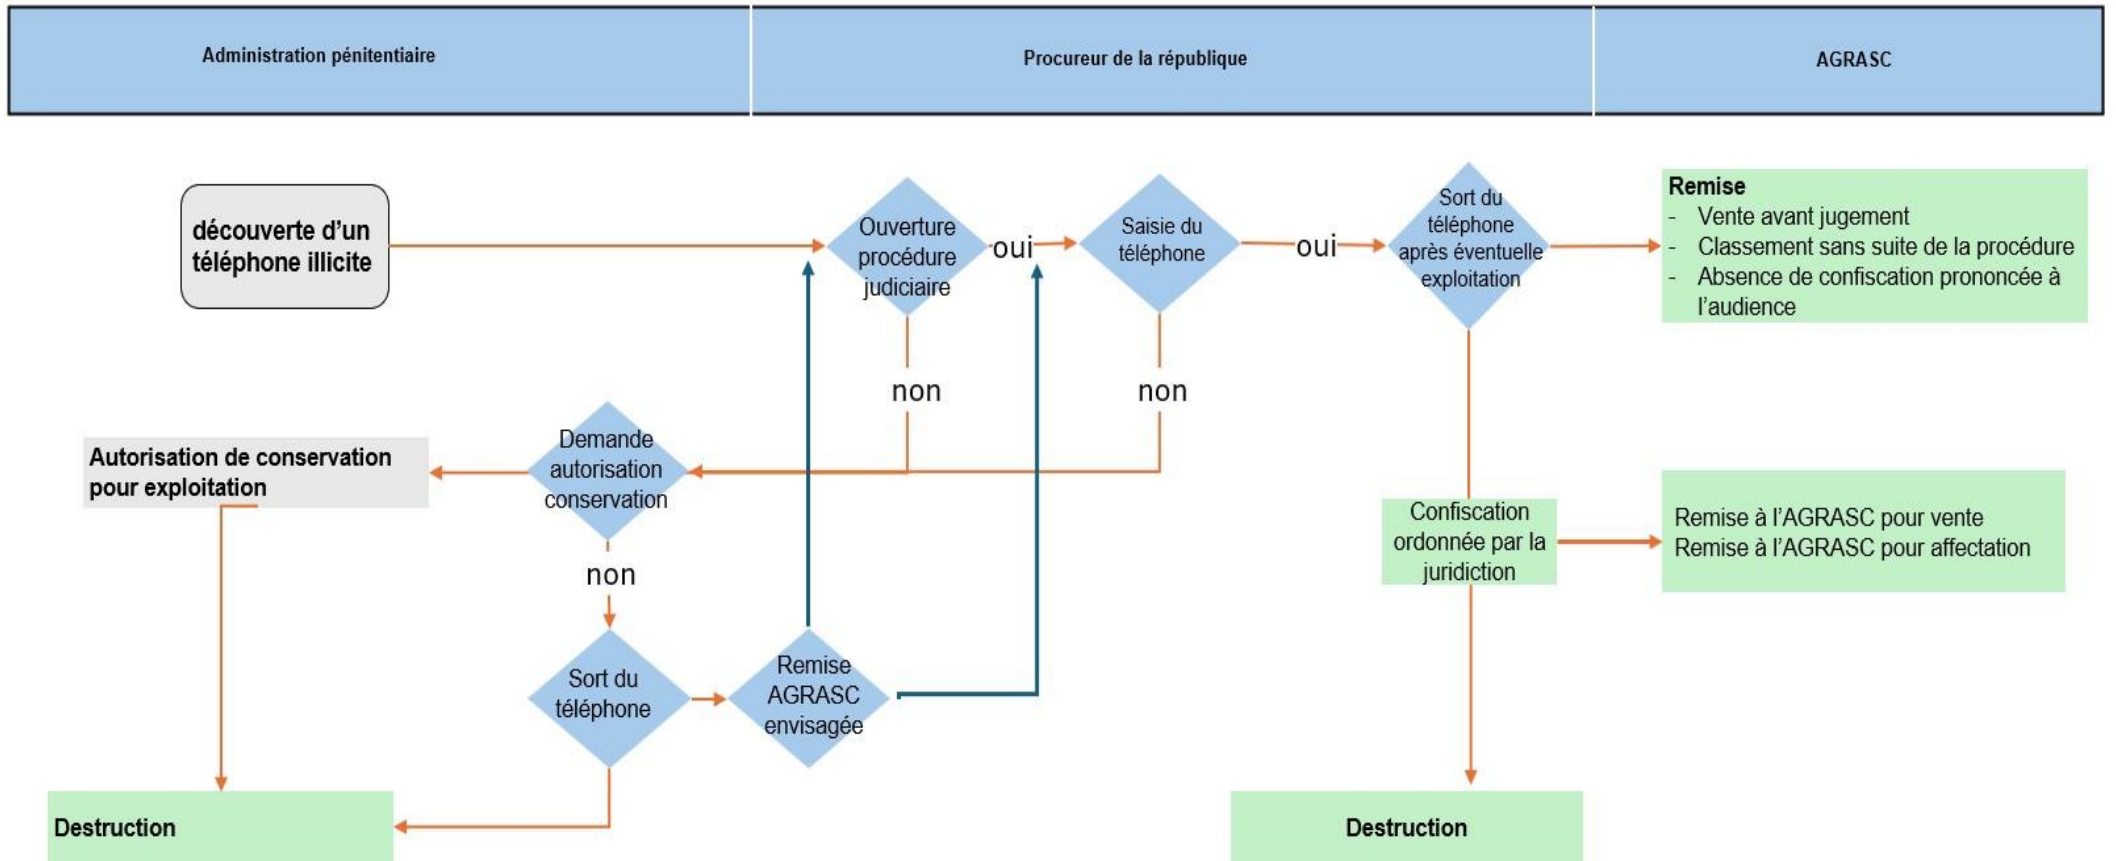 Administration pénitentiaire
Procureur de la république
AGRASC
découverte d'un
téléphone illicite
Ouverture
procédure
judiciaire
oui
Saisie du
téléphone
oui
Sort du
téléphone
après éventuelle
exploitation
Remise
- Vente avant jugement
- Classement sans suite de la procédure
- Absence de confiscation prononcée à
l'audience
non
non
Autorisation de conservation
pour exploitation
Demande
autorisation
conservation
Confiscation
ordonnée par la
juridiction
Remise à l'AGRASC pour vente
Remise à l'AGRASC pour affectation
non
Sort du
téléphone
Remise
AGRASC
envisagée
Destruction
Destruction